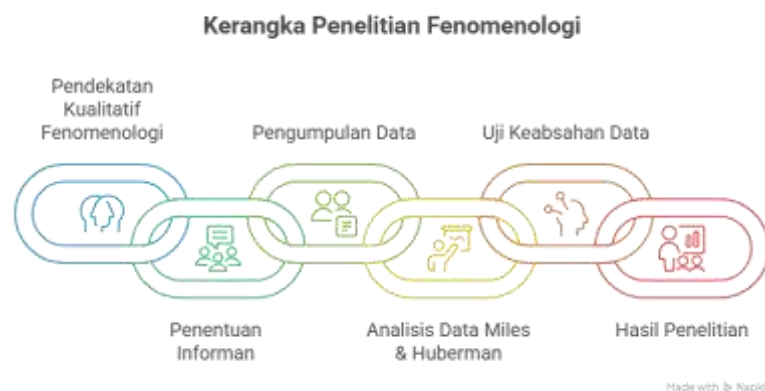 Kerangka Penelitian Fenomenologi
Pendekatan
Kualitatif
Fenomenologi
Penentuan
Informan
Pengumpulan Data
Analisis Data Miles
& Huberman
Uji Keabsahan Data
Hasil Penelitian
Made with Napki